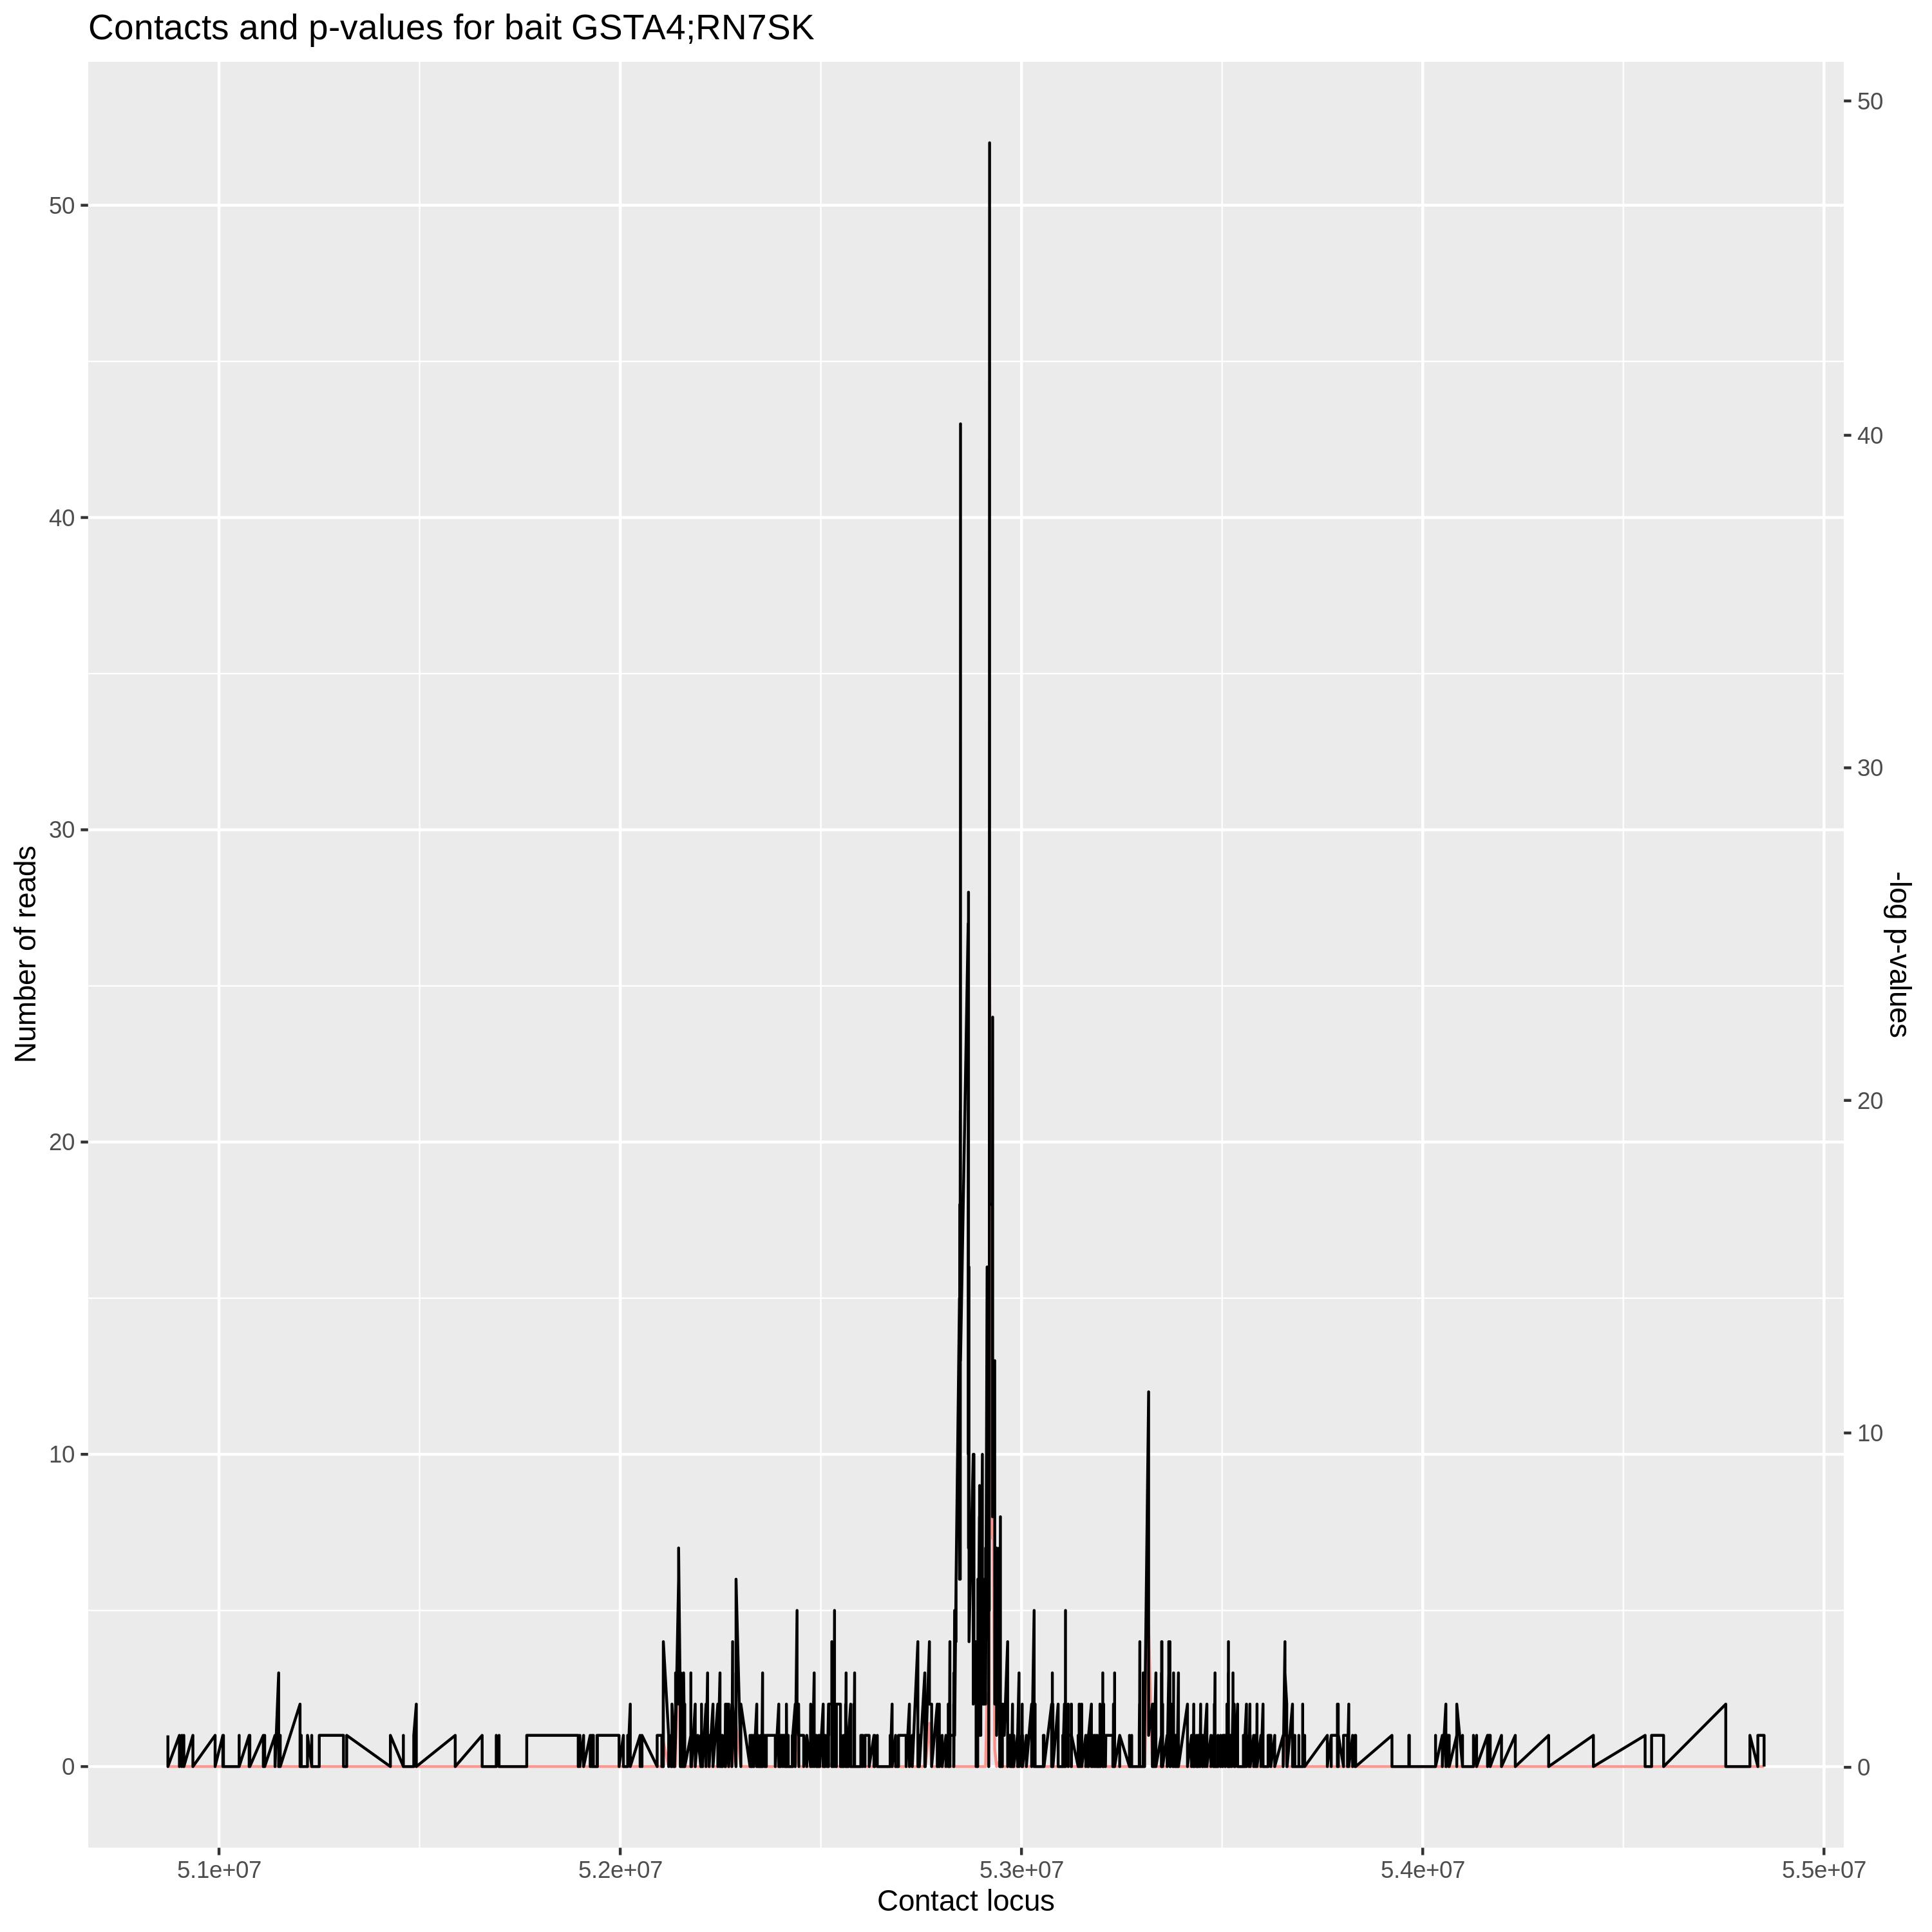 Contacts and p-values for bait GSTA4;RN7SK
50
40
30
20
10
0
Number of reads
50
40
30
20
10
0
-log p-values
5.1e+07
5.2e+07
5.3e+07
5.4e+07
5.5e+07
Contact locus